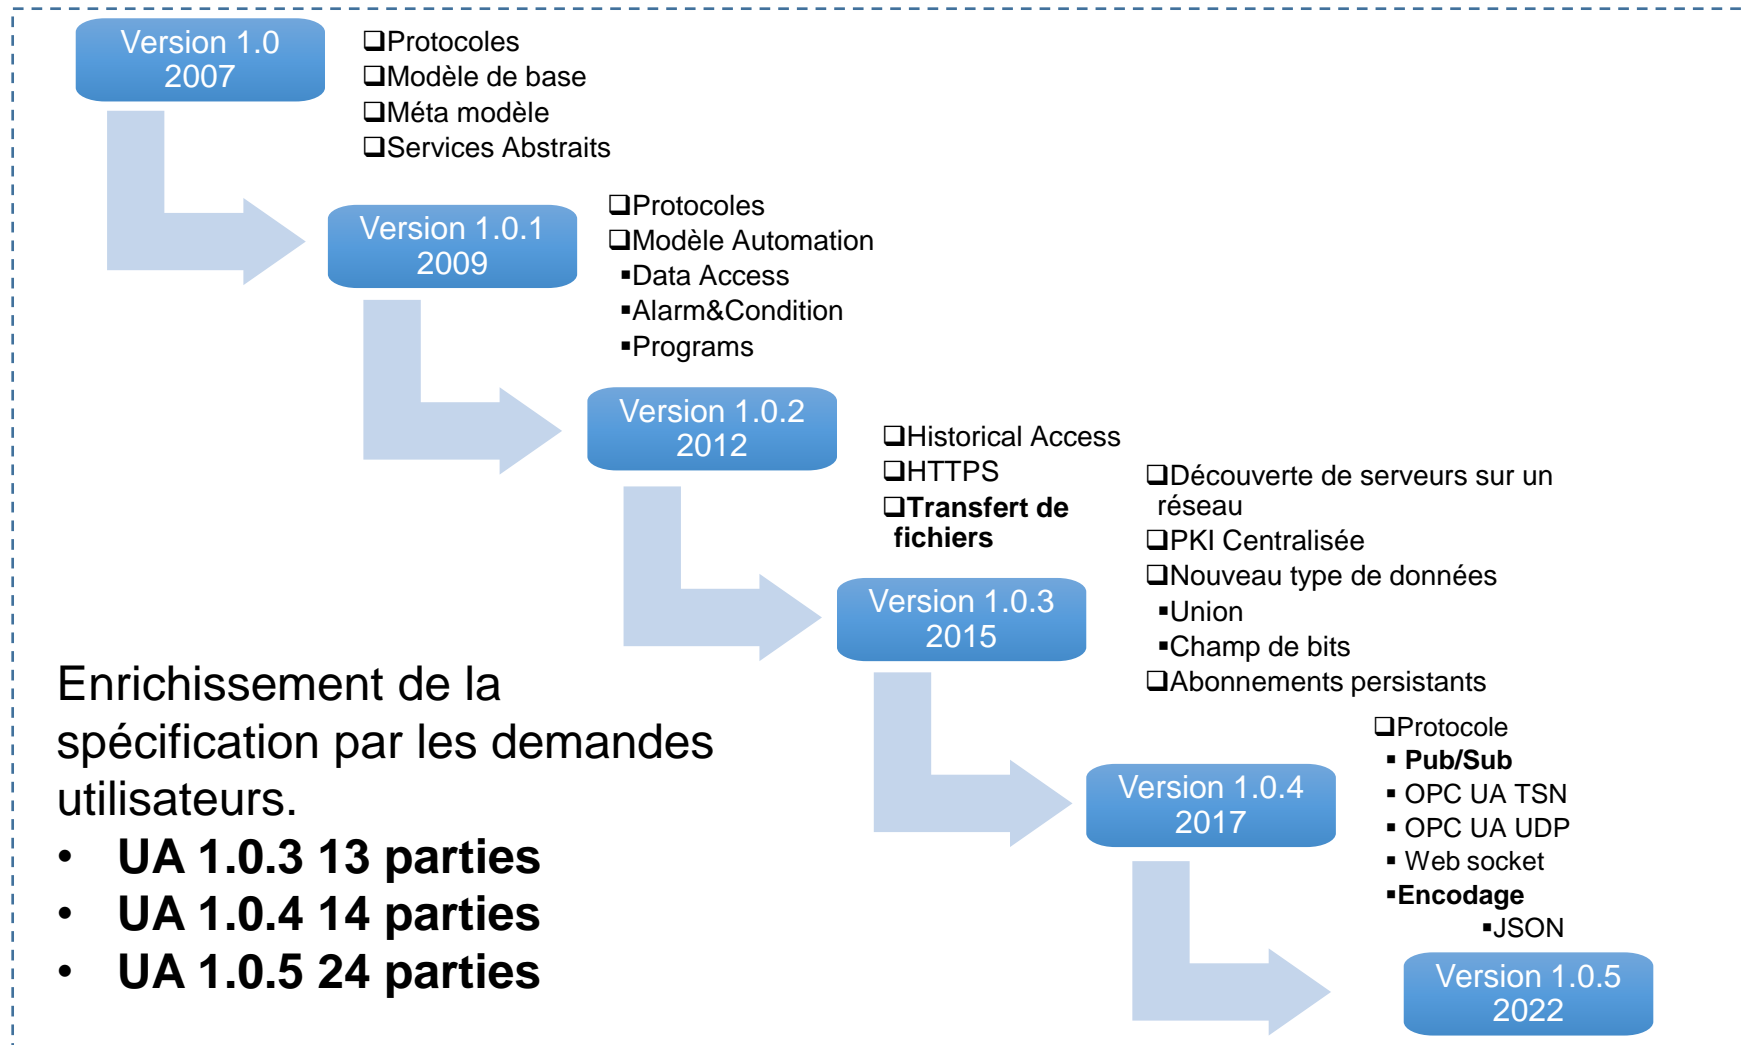 Version 1.0
2007
❑Protocoles
❑Modèle de base
❑Méta modèle
❑Services Abstraits
Version 1.0.1
2009
❑Protocoles
❑Modèle Automation
▪Data Access
▪Alarm&Condition
▪Programs
Version 1.0.2
2012
❑Historical Access
❑HTTPS
❑Transfert de
fichiers
Version 1.0.3
2015
❑Découverte de serveurs sur un
réseau
❑PKI Centralisée
❑Nouveau type de données
▪Union
▪Champ de bits
❑Abonnements persistants
Version 1.0.4
2017
❑Protocole
▪ Pub/Sub
▪ OPC UA TSN
▪ OPC UA UDP
▪ Web socket
▪Encodage
▪JSON
Version 1.0.5
2022
Enrichissement de la
spécification par les demandes
utilisateurs.
• UA 1.0.3 13 parties
• UA 1.0.4 14 parties
• UA 1.0.5 24 parties